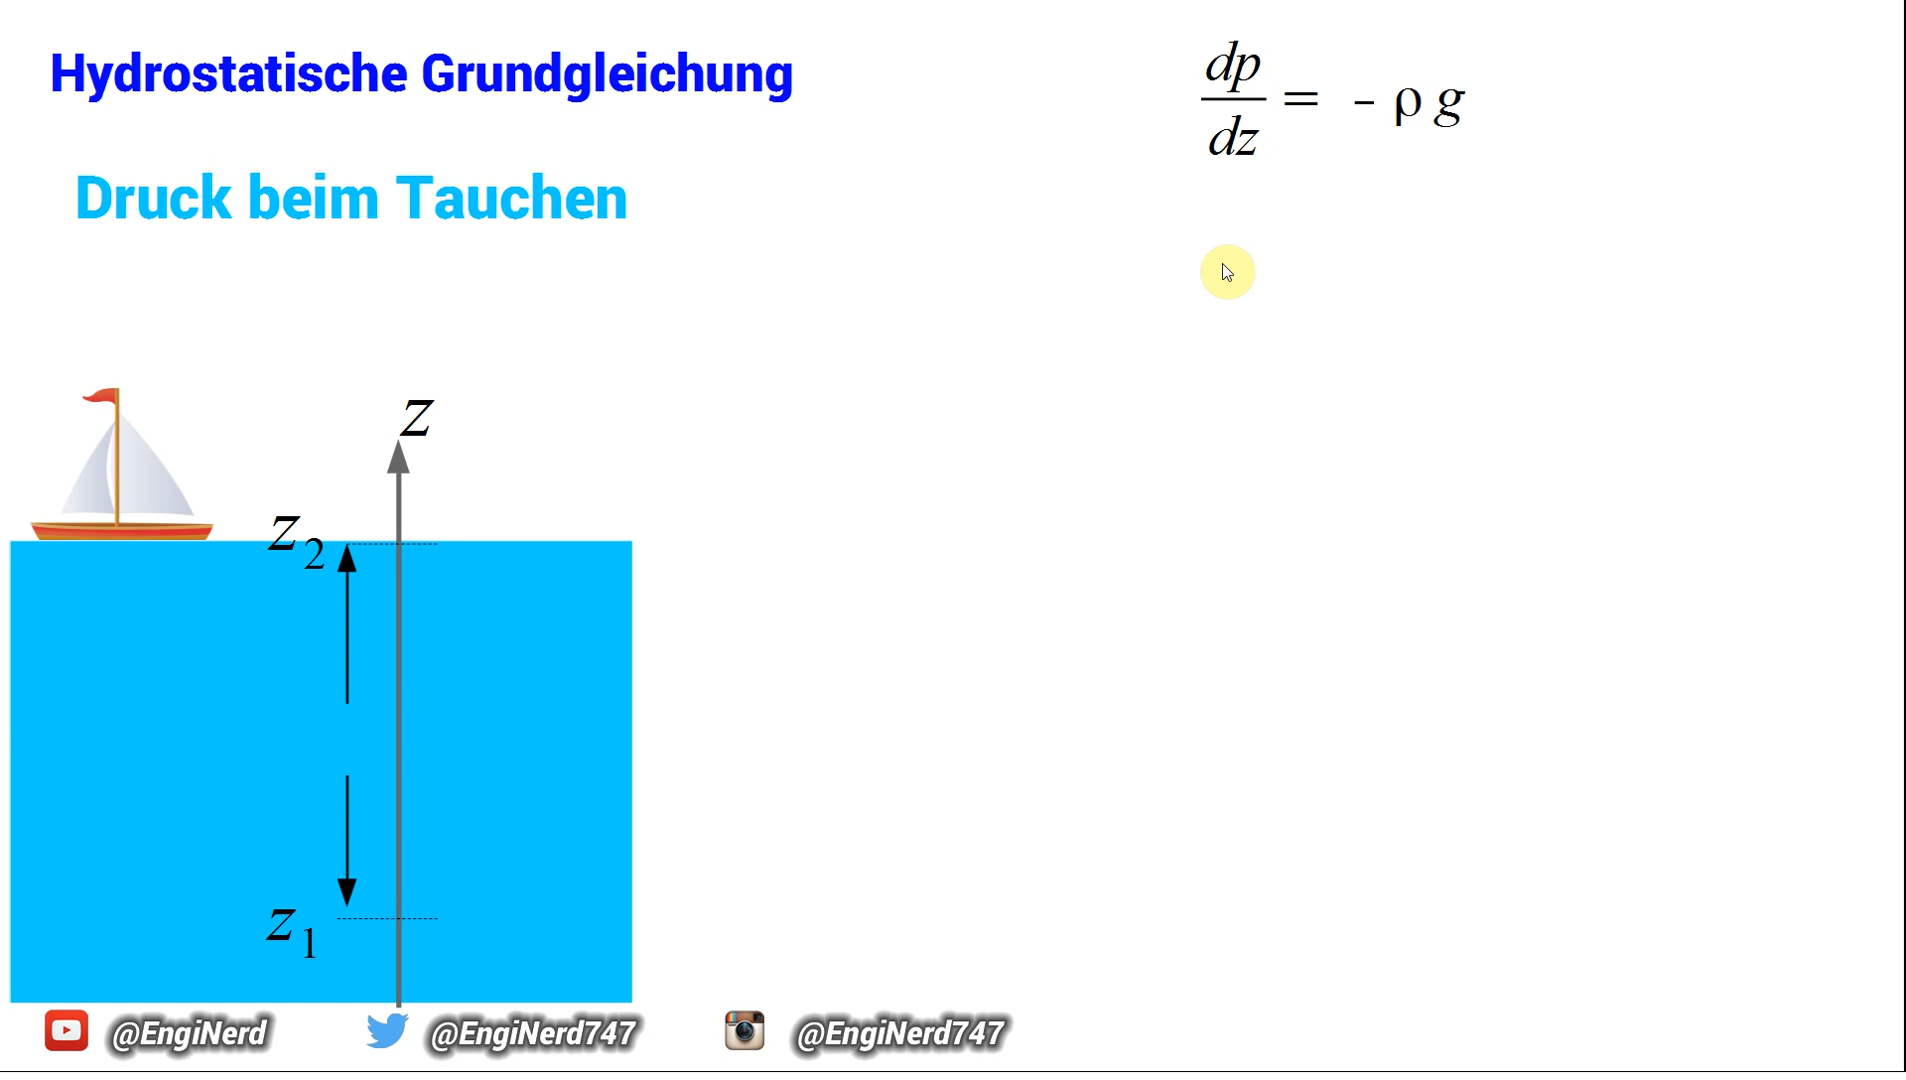 Hydrostatische Grundgleichung
dp/dz = - ρ g
Druck beim Tauchen
z
z₂
z₁
@EngiNerd
@EngiNerd747
@EngiNerd747